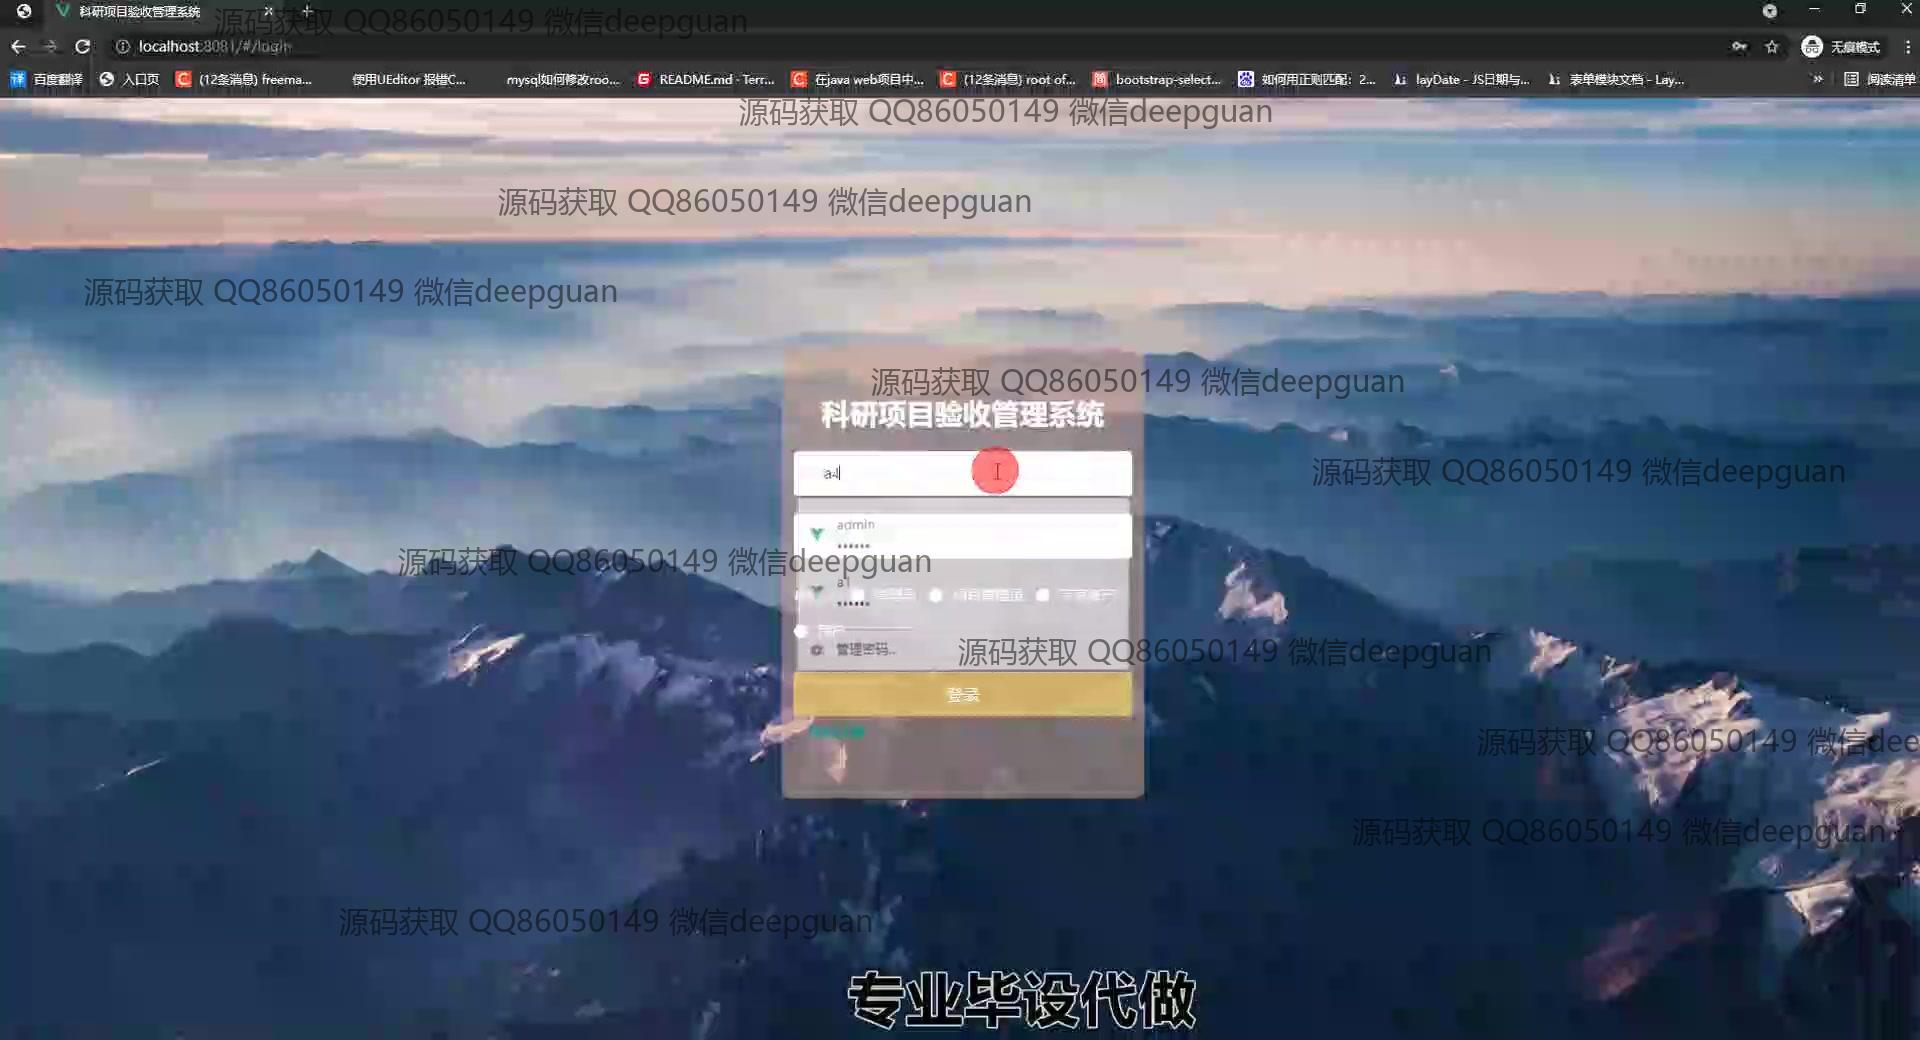 科研项目验收管理系统
源码获取 QQ86050149 微信deepguan
localhost:8081/#/login
无痕模式
百度翻译
入口页
(12条消息) freema...
使用UEditor 报错C...
mysql如何修改roo...
README.md · Terr...
在java web项目中...
(12条消息) root of...
bootstrap-select...
如何用正则匹配：2...
layDate - JS日期与...
表单模块文档 - Lay...
»
阅读清单
源码获取 QQ86050149 微信deepguan
源码获取 QQ86050149 微信deepguan
源码获取 QQ86050149 微信deepguan
源码获取 QQ86050149 微信deepguan
科研项目验收管理系统
源码获取 QQ86050149 微信deepguan
admin
源码获取 QQ86050149 微信deepguan
a1
管理密码...
源码获取 QQ86050149 微信deepguan
登录
源码获取 QQ86050149 微信dee
源码获取 QQ86050149 微信deepguan
源码获取 QQ86050149 微信deepguan
专业毕设代做